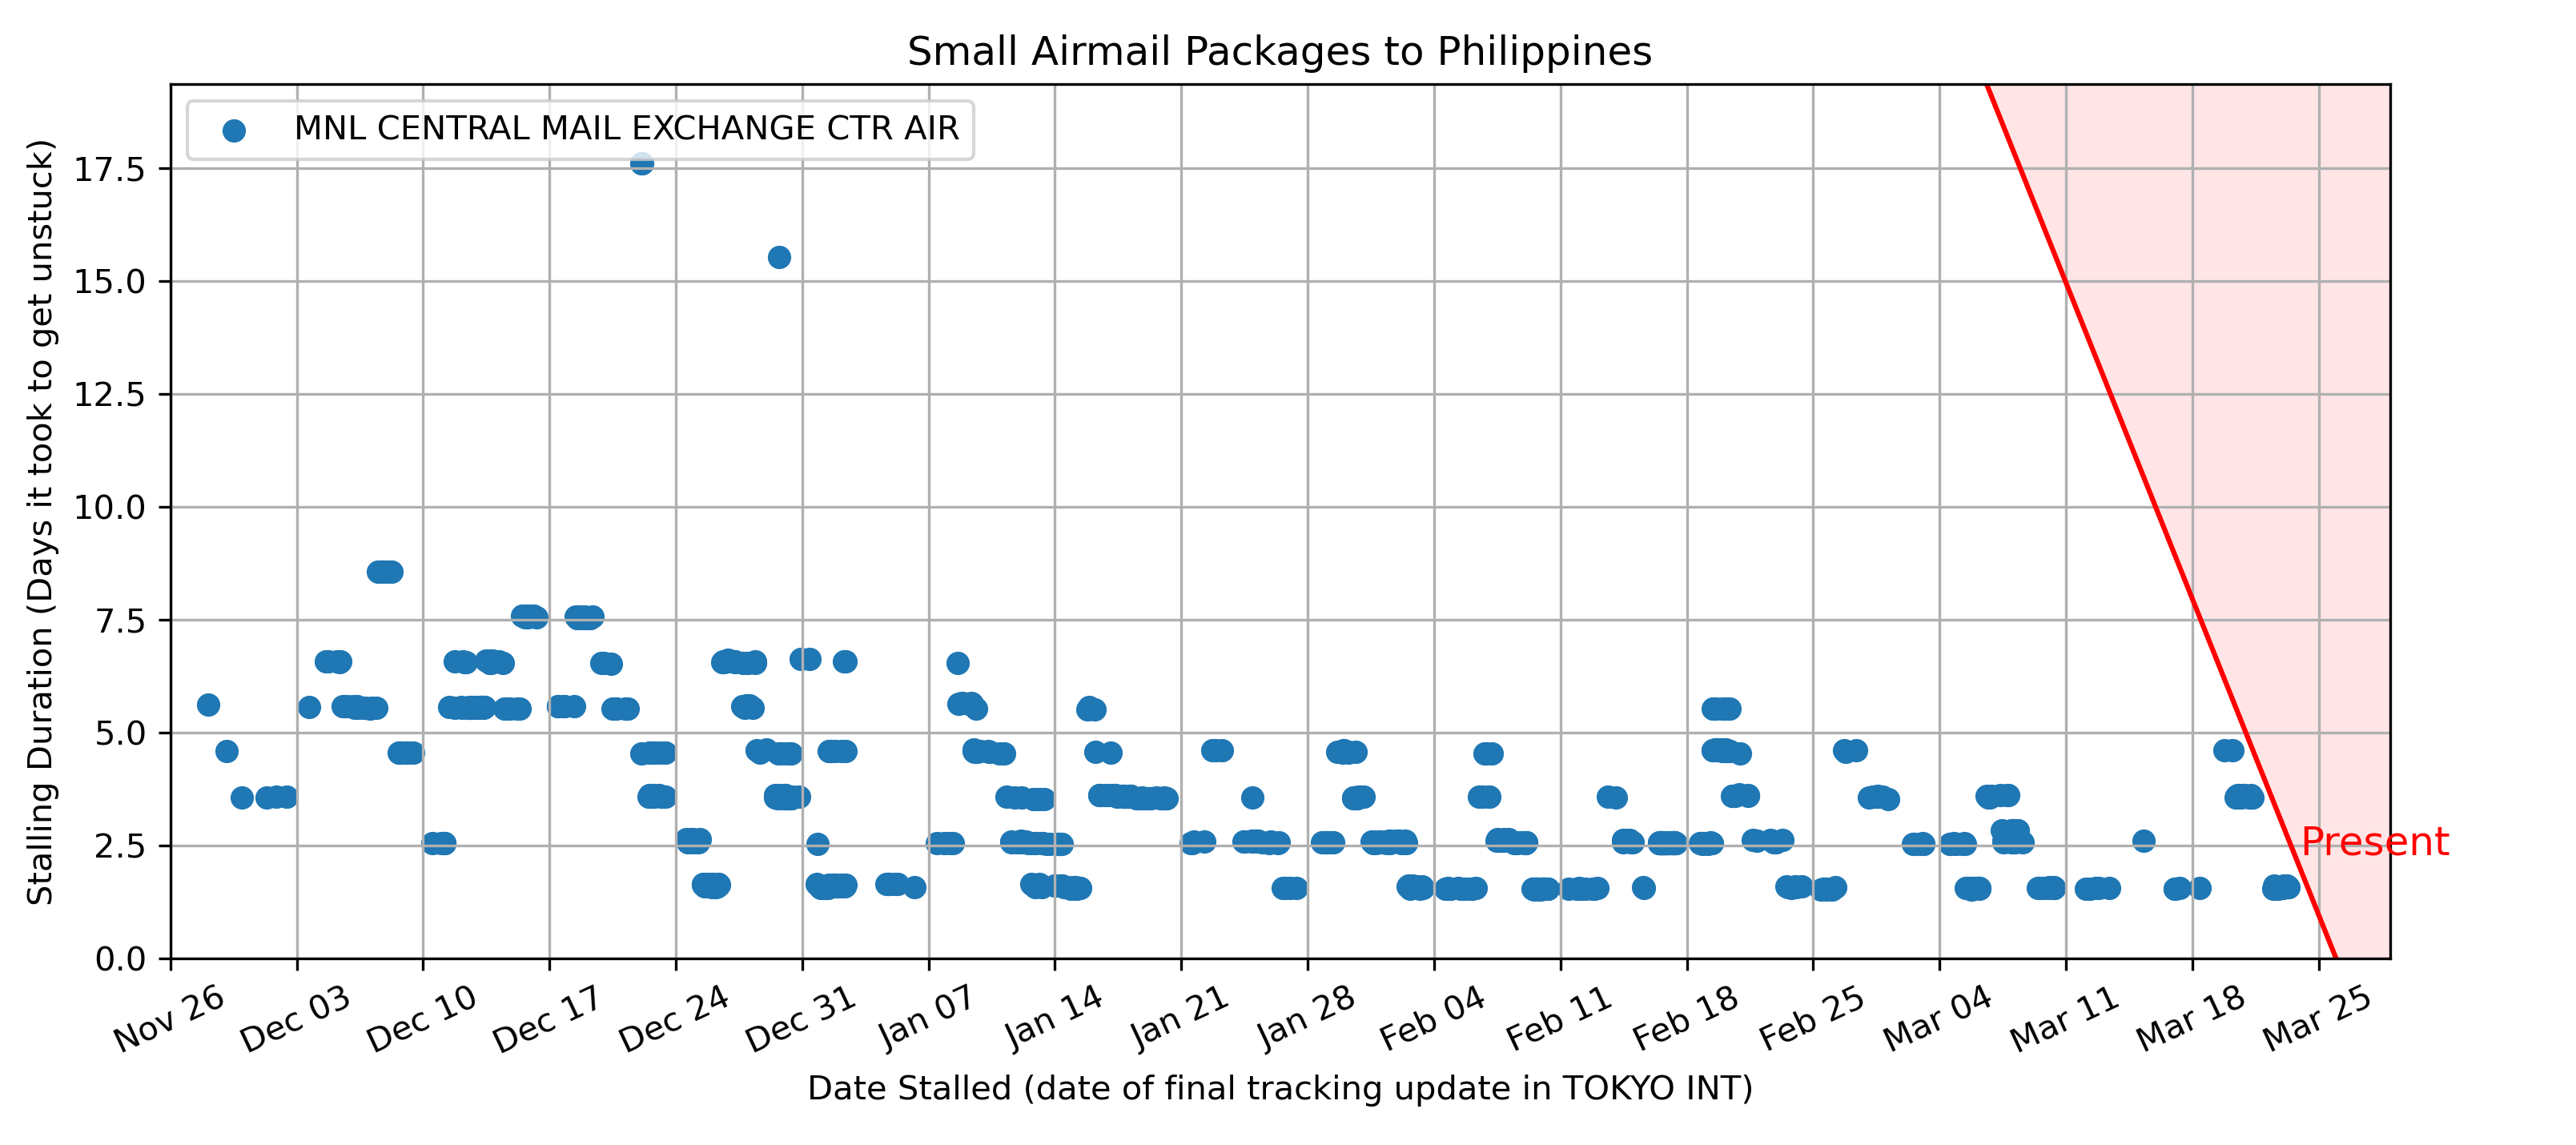 Small Airmail Packages to Philippines
MNL CENTRAL MAIL EXCHANGE CTR AIR
Stalling Duration (Days it took to get unstuck)
17.5
15.0
12.5
10.0
7.5
5.0
2.5
0.0
Present
Nov 26
Dec 03
Dec 10
Dec 17
Dec 24
Dec 31
Jan 07
Jan 14
Jan 21
Jan 28
Feb 04
Feb 11
Feb 18
Feb 25
Mar 04
Mar 11
Mar 18
Mar 25
Date Stalled (date of final tracking update in TOKYO INT)